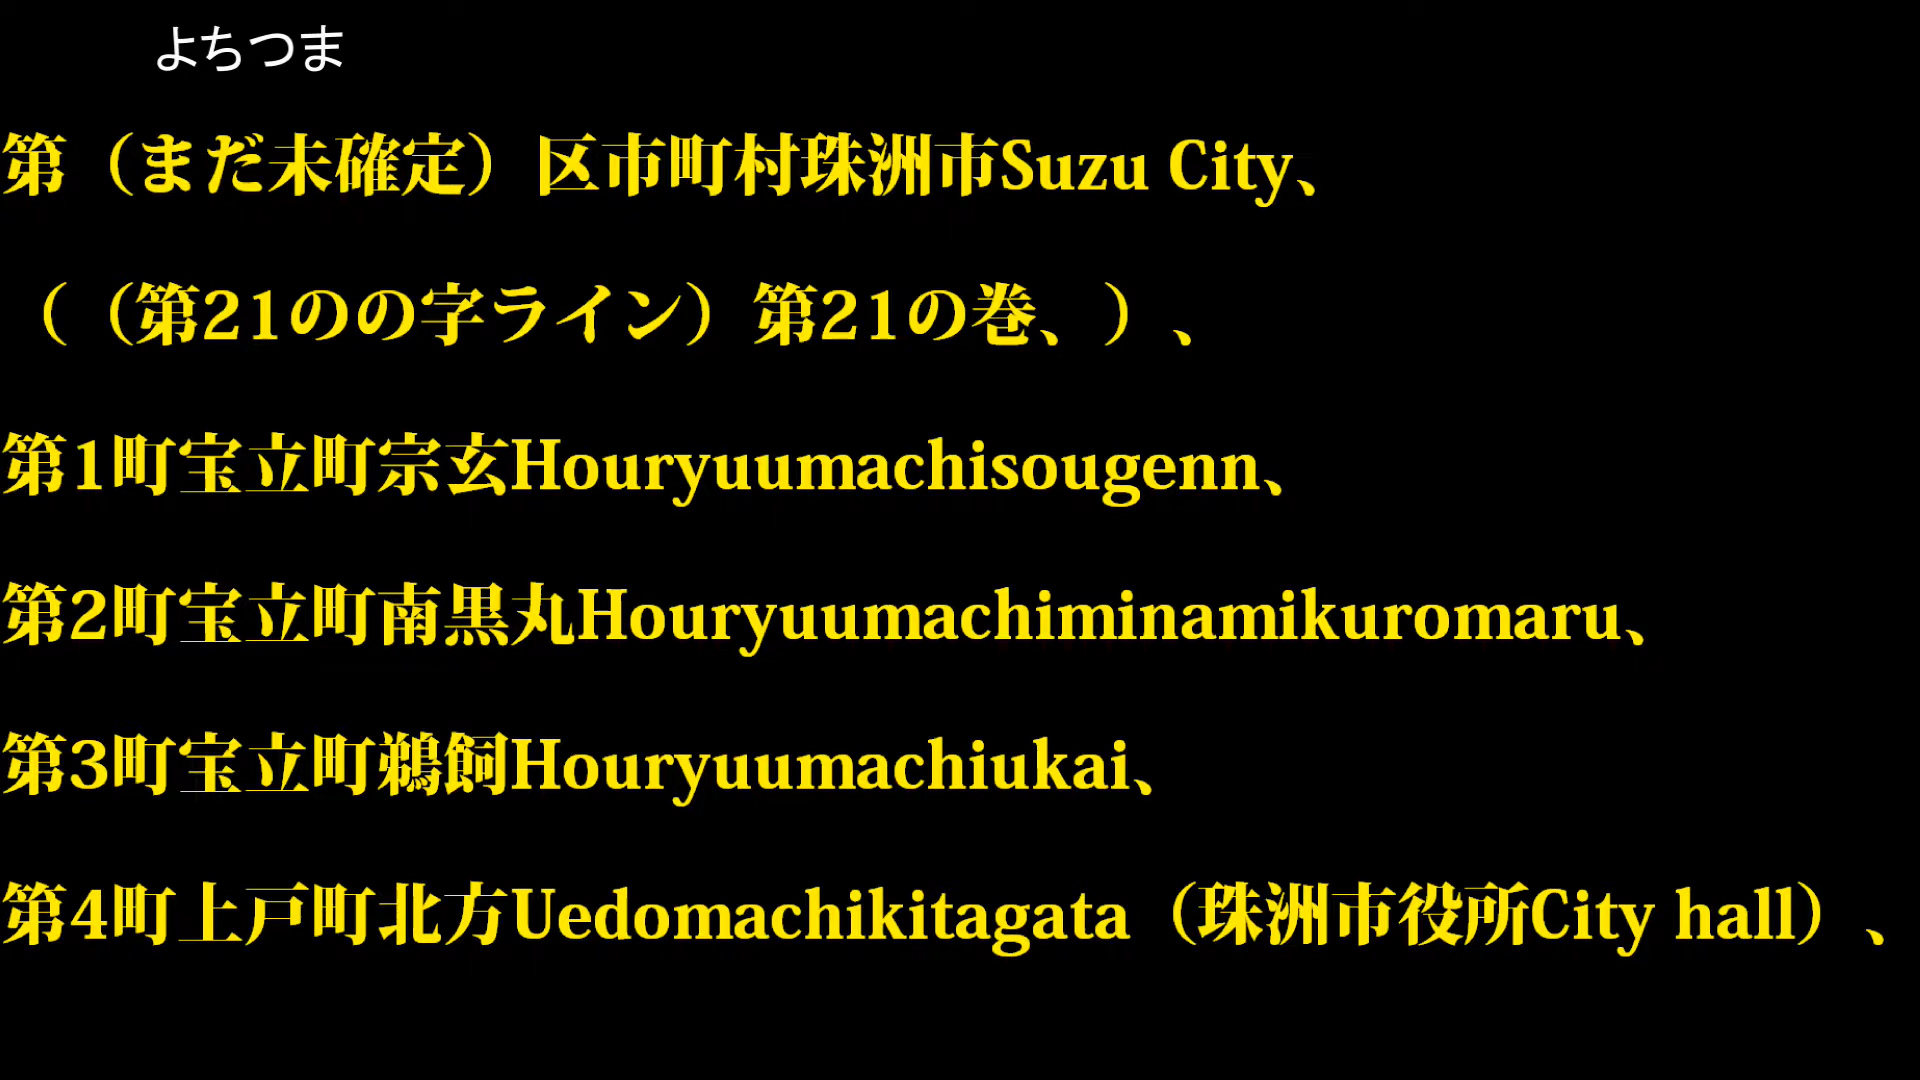 よちつま
第（まだ未確定）区市町村珠洲市Suzu City、
（（第21のの字ライン）第21の巻、）、
第1町宝立町宗玄Houryuumachisougenn、
第2町宝立町南黒丸Houryuumachiminamikuromaru、
第3町宝立町鵜飼Houryuumachiukai、
第4町上戸町北方Uedomachikitagata（珠洲市役所City hall）、